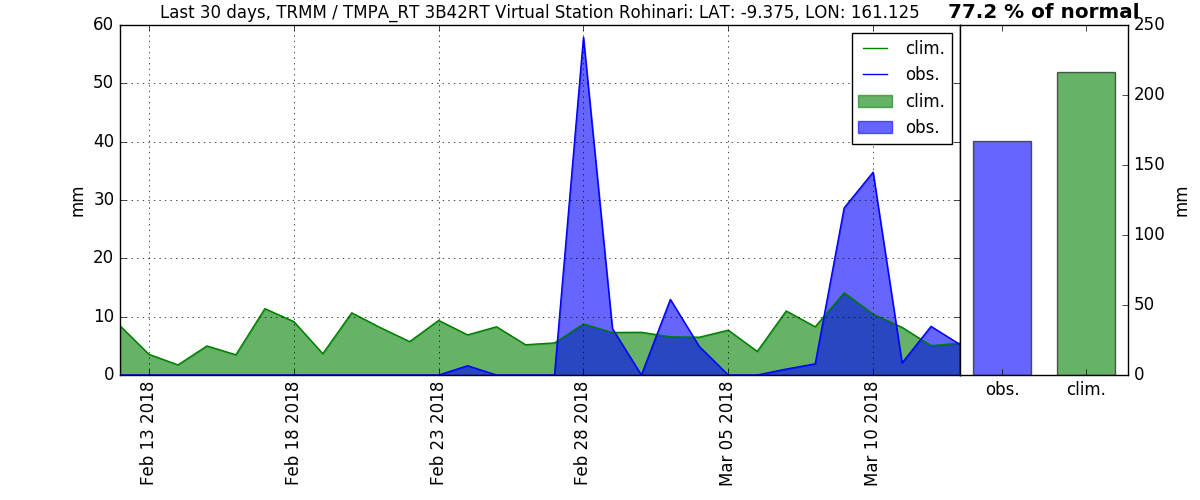 Last 30 days, TRMM / TMPA_RT 3B42RT Virtual Station Rohinari: LAT: -9.375, LON: 161.125
77.2 % of normal
60
50
40
30
20
10
0
mm
clim.
obs.
clim.
obs.
Feb 13 2018
Feb 18 2018
Feb 23 2018
Feb 28 2018
Mar 05 2018
Mar 10 2018
250
200
150
100
50
0
mm
obs.
clim.